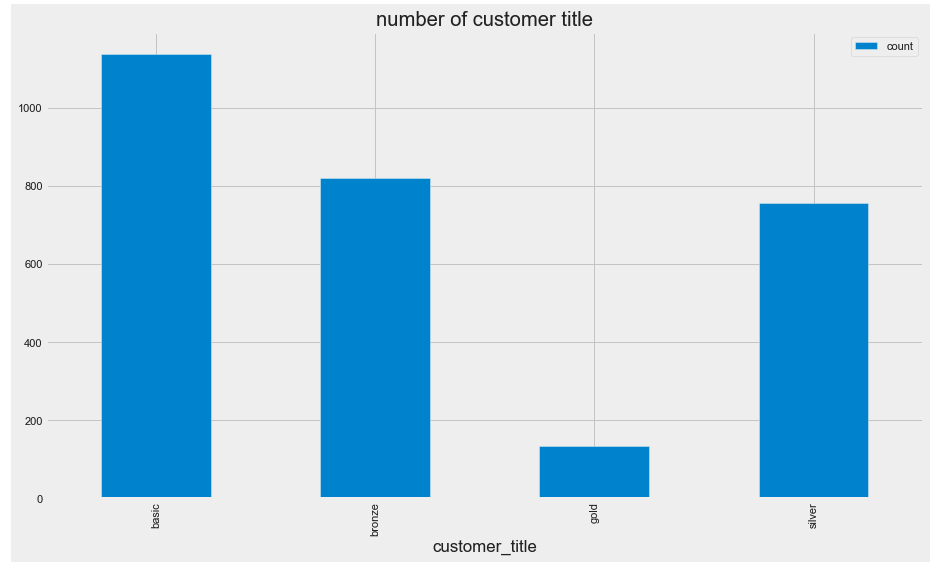 number of customer title
count
1000
800
600
400
200
0
basic
bronze
gold
silver
customer_title